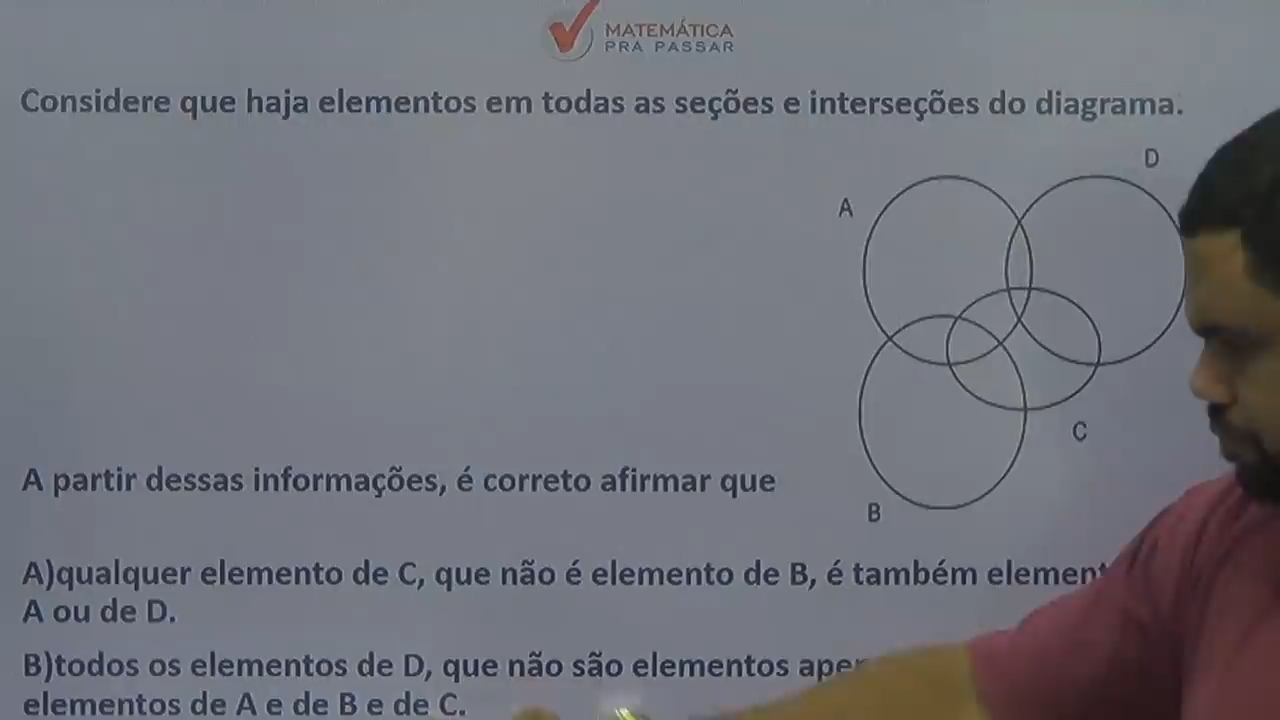 MATEMÁTICA
PRA PASSAR
Considere que haja elementos em todas as seções e interseções do diagrama.
D
A
C
A partir dessas informações, é correto afirmar que
B
A)qualquer elemento de C, que não é elemento de B, é também
A ou de D.
B)todos os elementos de D, que não são elementos
elementos de A e de B e de C.